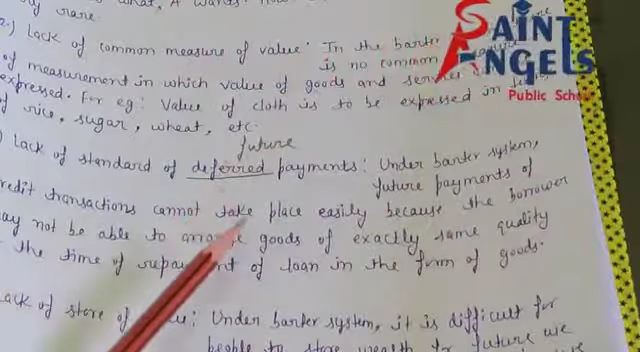 rare.
2.) Lack of common measure of value: In the barter
is no common
of measurement in which value of goods and
expressed. For eg: Value of cloth is to be expressed in
of rice, sugar, wheat, etc.
future
Lack of standard of deferred payments: Under barter system,
future payments of
credit transactions cannot take place easily because the borrower
may not be able to arrange goods of exactly same quality
the time of repayment of loan in the form of goods.
Lack of store of value: Under barter system, it is difficult for
people to store wealth for future
SAINT
ANGELS
Public School